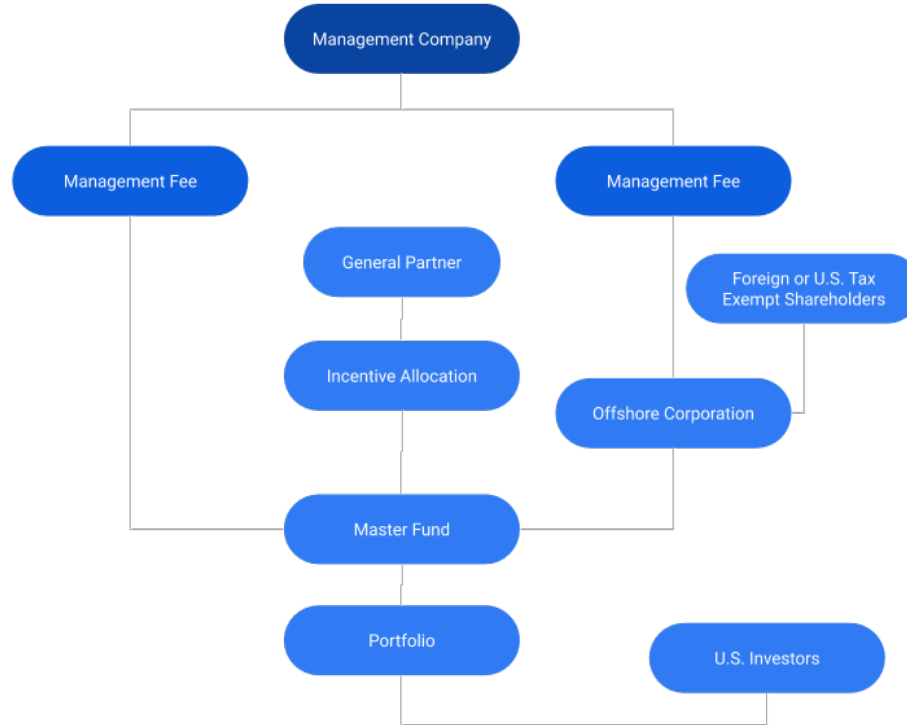 Management Company
Management Fee
Management Fee
General Partner
Foreign or U.S. Tax
Exempt Shareholders
Incentive Allocation
Offshore Corporation
Master Fund
Portfolio
U.S. Investors